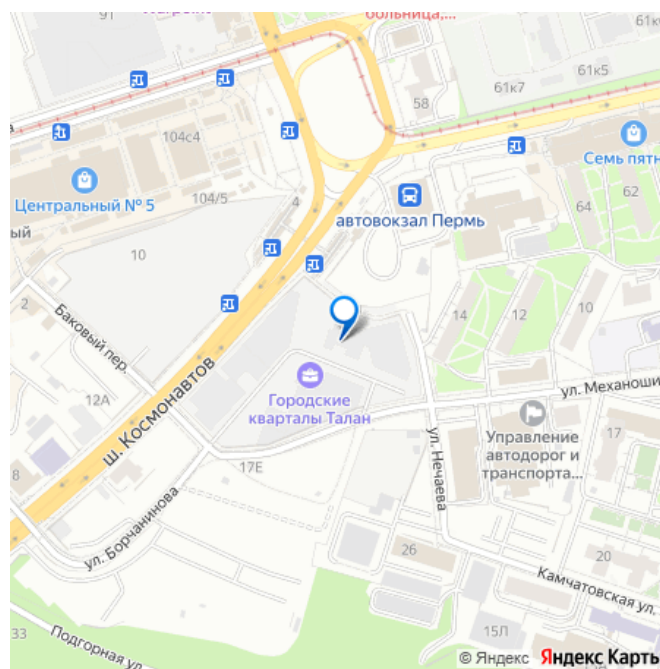 91
больница,...
61к
61к5
61к7
58
104с4
Семь пятн
Центральный № 5
104/5
4
62
64
автовокзал Пермь
ный
10
2
Баковый пер.
14
12
10
ш. Космонавтов
Городские
кварталы Талан
12А
ул. Механоши
Управление
автодорог и
транспорта...
17
ул. Нечаева
17Е
8
ул. Борчанинова
26
20
Камчатовская ул.
33
Подгорная ул.
15Л
© Яндекс Яндекс Карты